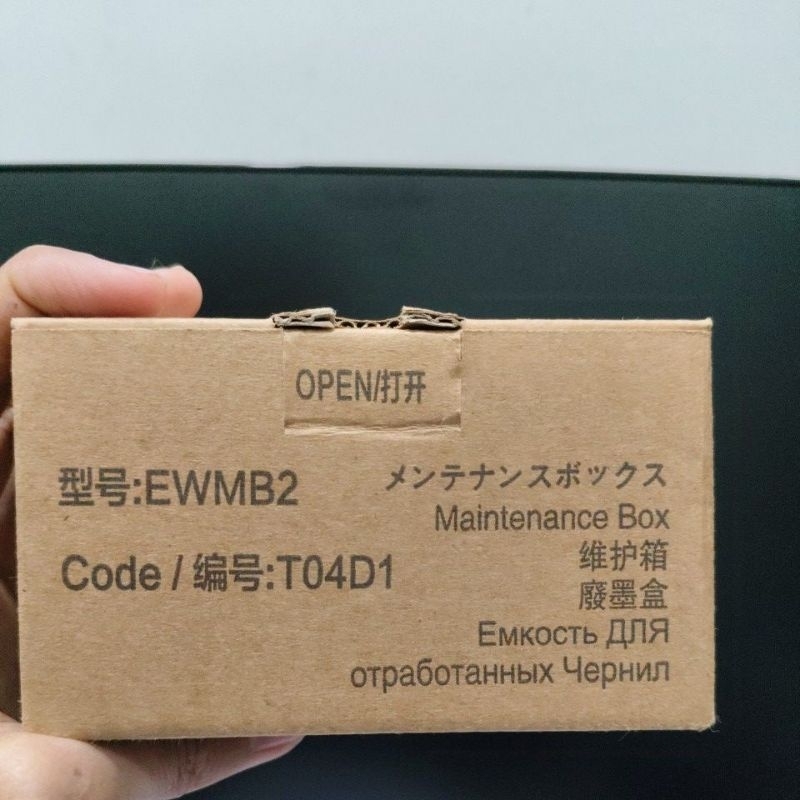 OPEN/打开
型号:EWMB2
Code / 编号:T04D1
メンテナンスボックス
Maintenance Box
维护箱
廢墨盒
Емкость ДЛЯ
отработанных Чернил